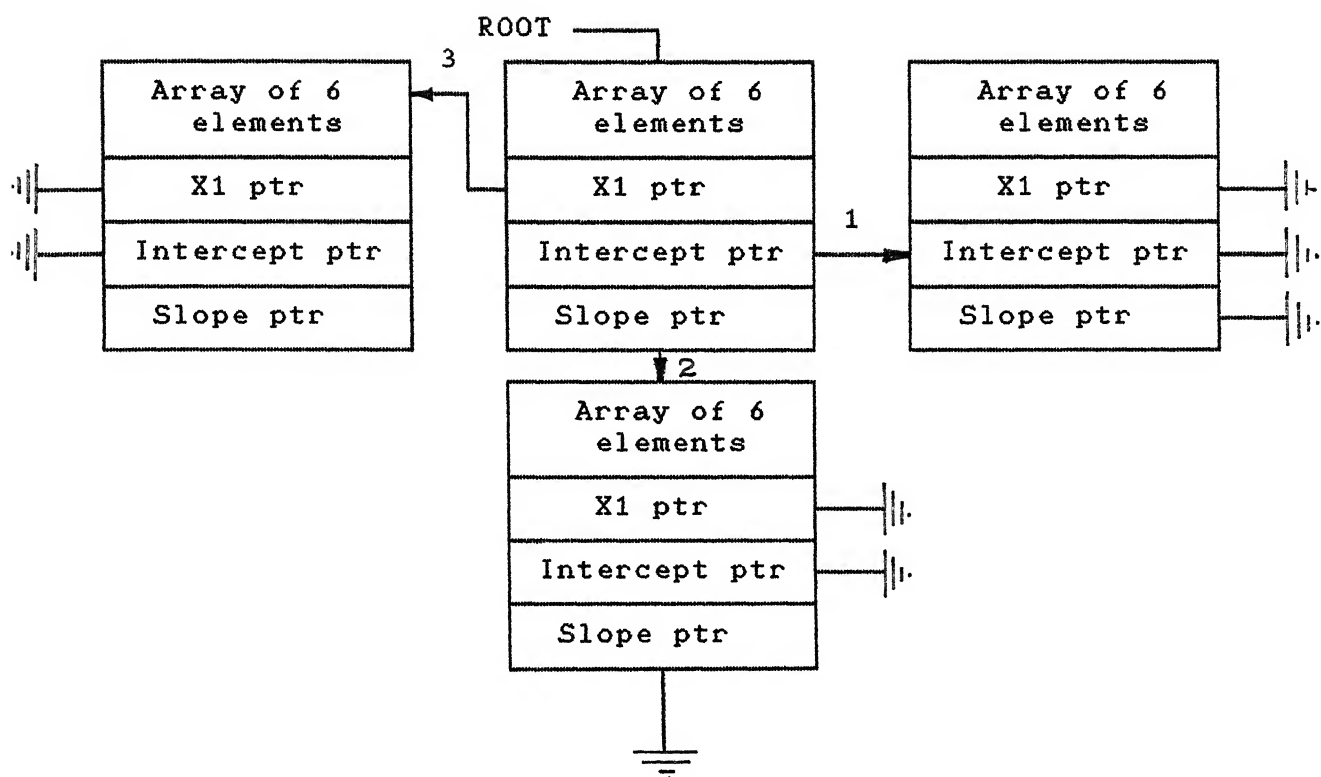 ROOT
3
Array of 6
elements
X1 ptr
Intercept ptr
Slope ptr
Array of 6
elements
X1 ptr
Intercept ptr
Slope ptr
1
Array of 6
elements
X1 ptr
Intercept ptr
Slope ptr
2
Array of 6
elements
X1 ptr
Intercept ptr
Slope ptr